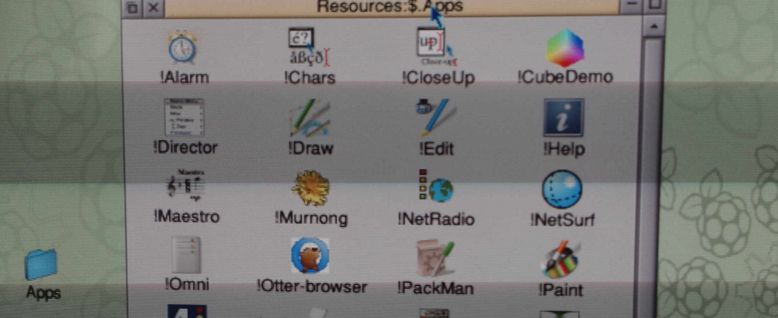 Resources:$.Apps
!Alarm !Chars !CloseUp !CubeDemo
!Director !Draw !Edit !Help
!Maestro !Murnong !NetRadio !NetSurf
!Omni !Otter-browser !PackMan !Paint
Apps